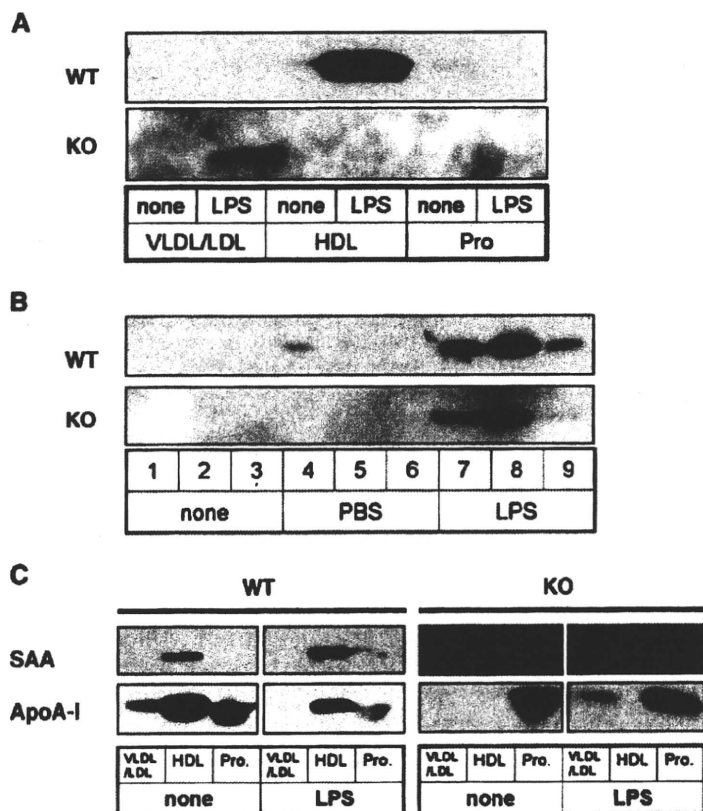 A
WT
KO
none LPS none LPS none LPS
VLDL/LDL HDL Pro
B
WT
KO
1 2 3 4 5 6 7 8 9
none PBS LPS
C
WT KO
SAA
ApoA-I
VLDL /LDL HDL Pro. VLDL /LDL HDL Pro. VLDL /LDL HDL Pro. VLDL /LDL HDL Pro.
none LPS none LPS